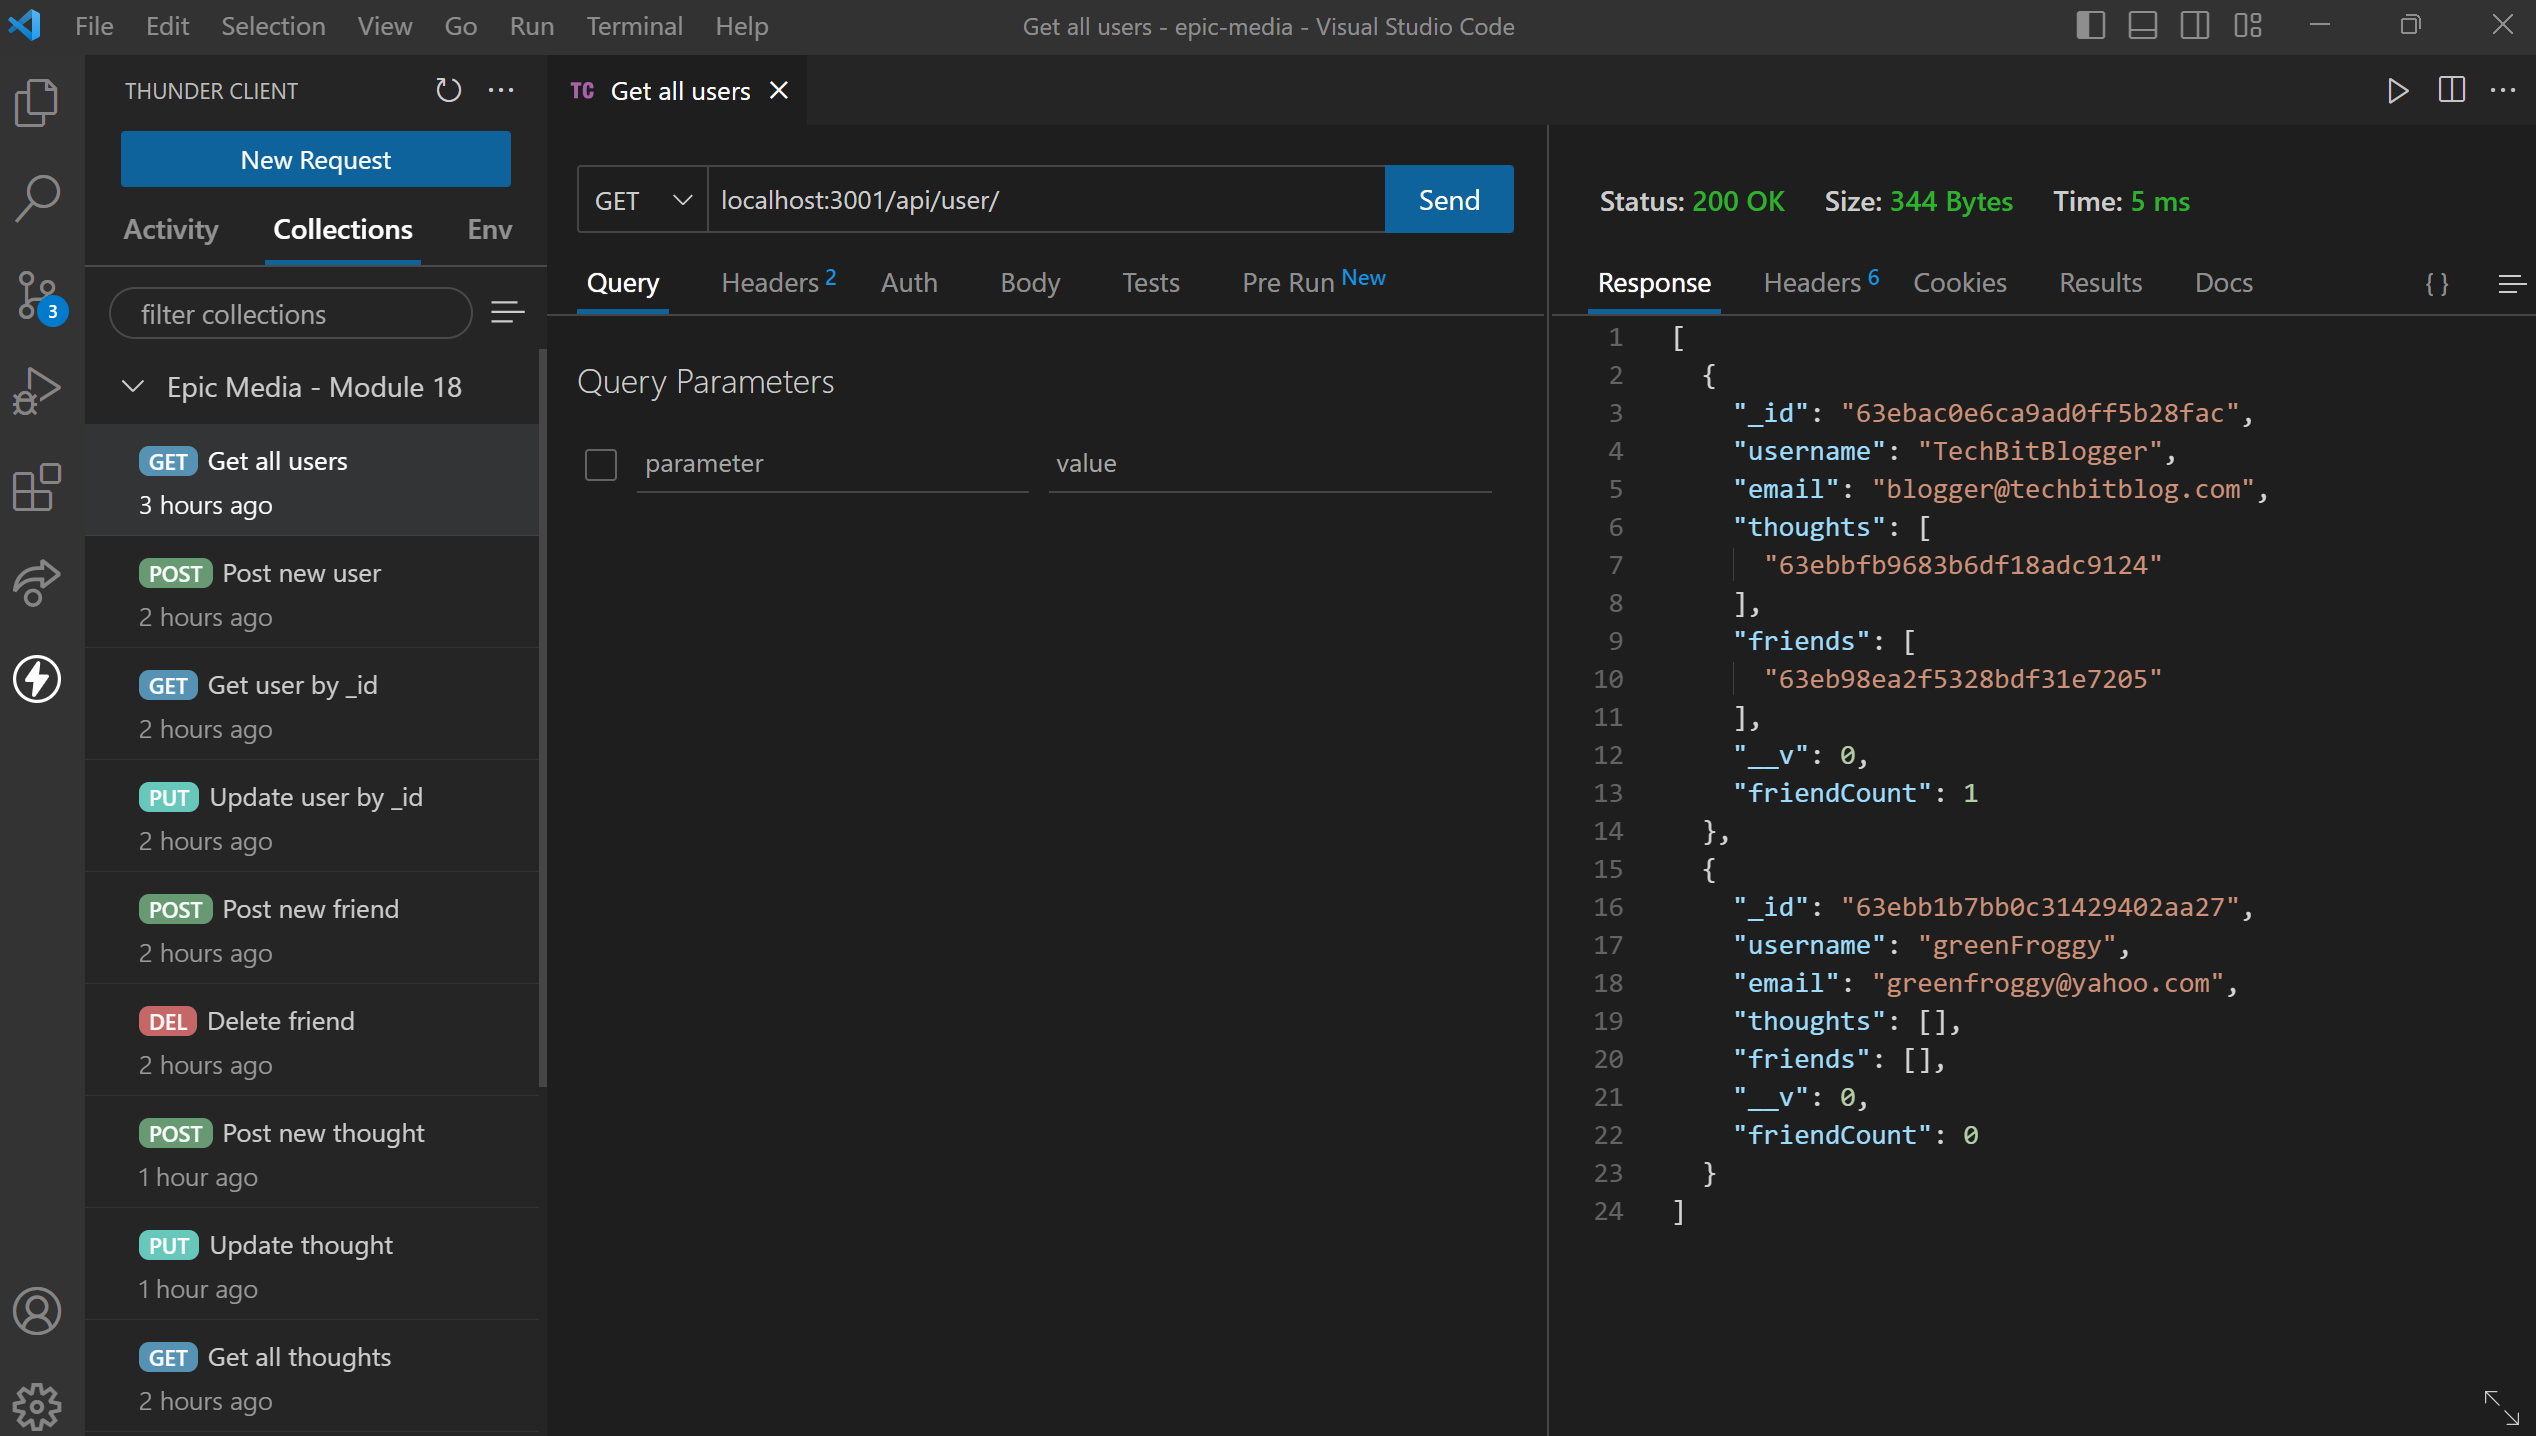 File Edit Selection View Go Run Terminal Help
Get all users - epic-media - Visual Studio Code
THUNDER CLIENT
New Request
Activity Collections Env
filter collections
3
Epic Media - Module 18
GET Get all users
3 hours ago
POST Post new user
2 hours ago
GET Get user by _id
2 hours ago
PUT Update user by _id
2 hours ago
POST Post new friend
2 hours ago
DEL Delete friend
2 hours ago
POST Post new thought
1 hour ago
PUT Update thought
1 hour ago
GET Get all thoughts
2 hours ago
TC Get all users
GET localhost:3001/api/user/ Send
Query Headers 2 Auth Body Tests Pre Run New
Query Parameters
parameter value
Status: 200 OK Size: 344 Bytes Time: 5 ms
Response Headers 6 Cookies Results Docs {}
1 [
2 {
3 "_id": "63ebac0e6ca9ad0ff5b28fac",
4 "username": "TechBitBlogger",
5 "email": "blogger@techbitblog.com",
6 "thoughts": [
7 "63ebbfb9683b6df18adc9124"
8 ],
9 "friends": [
10 "63eb98ea2f5328bdf31e7205"
11 ],
12 "__v": 0,
13 "friendCount": 1
14 },
15 {
16 "_id": "63ebb1b7bb0c31429402aa27",
17 "username": "greenFroggy",
18 "email": "greenfroggy@yahoo.com",
19 "thoughts": [],
20 "friends": [],
21 "__v": 0,
22 "friendCount": 0
23 }
24 ]